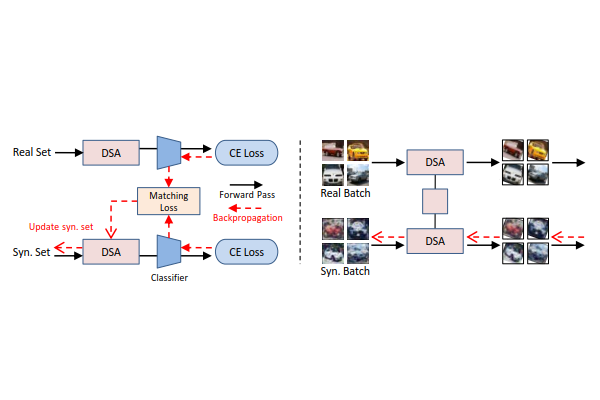 Real Set
DSA
CE Loss
Matching
Loss
Forward Pass
Backpropagation
Update syn. set
Syn. Set
DSA
CE Loss
Classifier
DSA
Real Batch
DSA
Syn. Batch